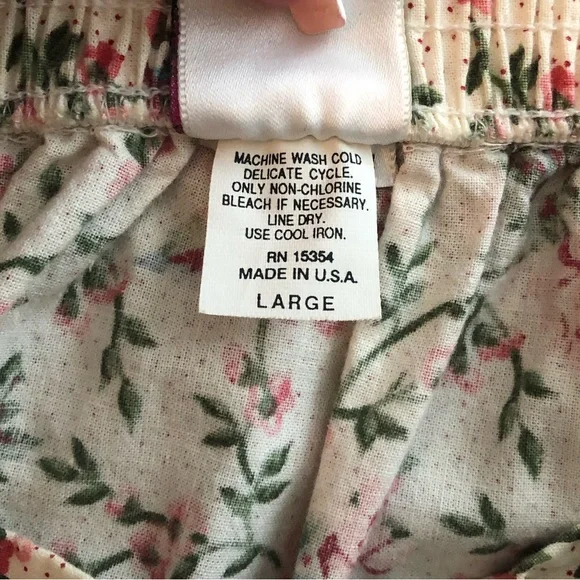 MACHINE WASH COLD
DELICATE CYCLE.
ONLY NON-CHLORINE
BLEACH IF NECESSARY.
LINE DRY.
USE COOL IRON.
RN 15354
MADE IN U.S.A.
LARGE